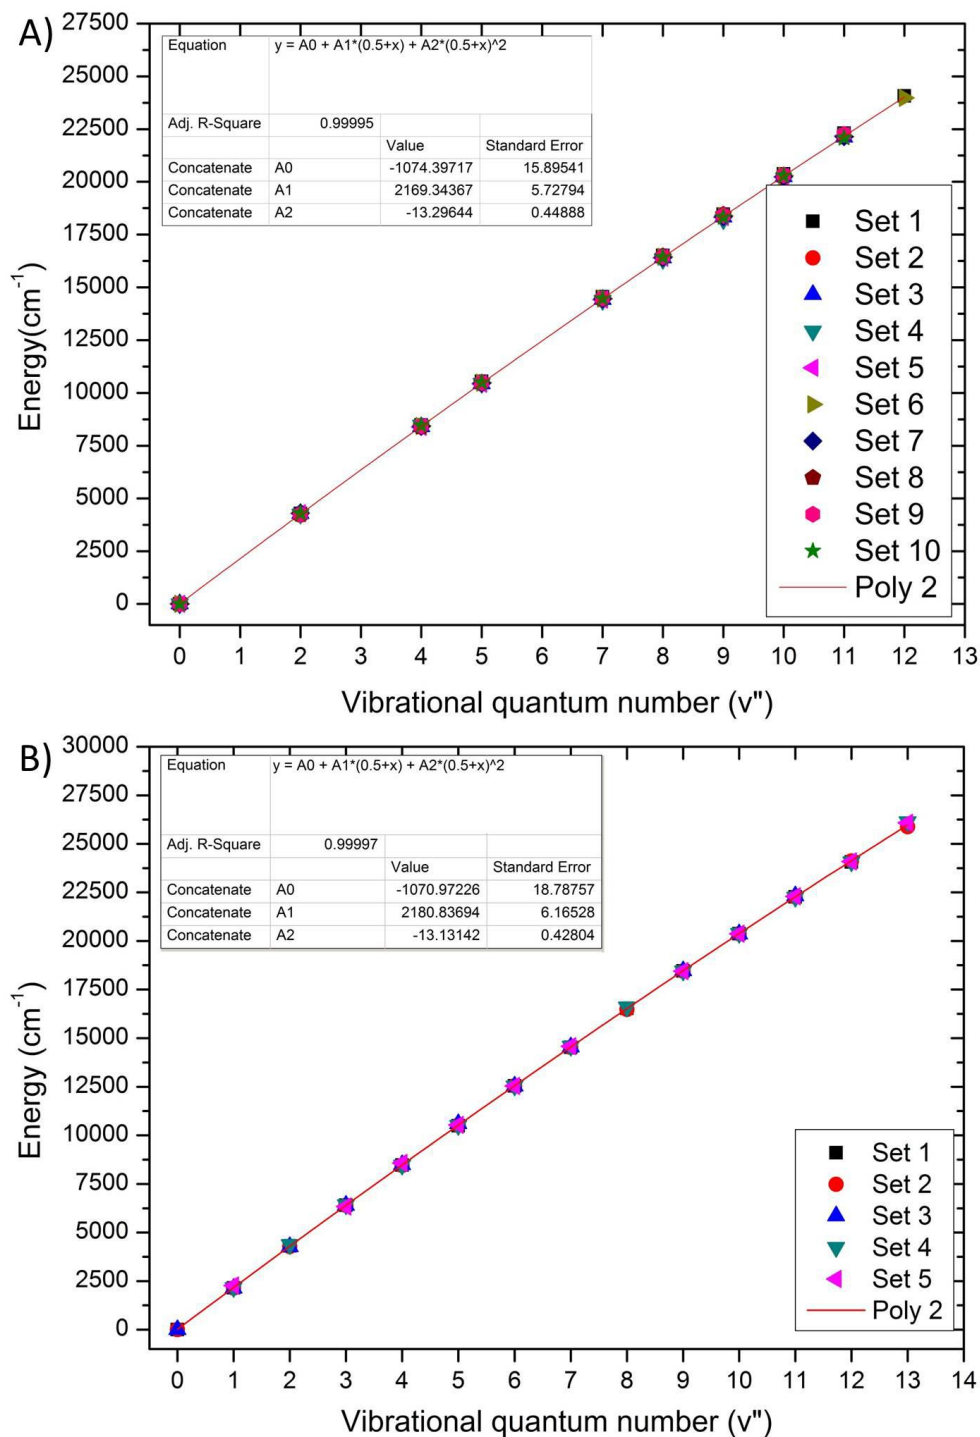 A)
27500
25000
22500
20000
17500
15000
12500
10000
7500
5000
2500
0
Energy(cm-1)
Equation y = A0 + A1*(0.5+x) + A2*(0.5+x)^2
Adj. R-Square 0.99995
Value Standard Error
Concatenate A0 -1074.39717 15.89541
Concatenate A1 2169.34367 5.72794
Concatenate A2 -13.29644 0.44888
Set 1
Set 2
Set 3
Set 4
Set 5
Set 6
Set 7
Set 8
Set 9
Set 10
Poly 2
0 1 2 3 4 5 6 7 8 9 10 11 12 13
Vibrational quantum number (v")
B)
30000
27500
25000
22500
20000
17500
15000
12500
10000
7500
5000
2500
0
Energy (cm-1)
Equation y = A0 + A1*(0.5+x) + A2*(0.5+x)^2
Adj. R-Square 0.99997
Value Standard Error
Concatenate A0 -1070.97226 18.78757
Concatenate A1 2180.83694 6.16528
Concatenate A2 -13.13142 0.42804
Set 1
Set 2
Set 3
Set 4
Set 5
Poly 2
0 1 2 3 4 5 6 7 8 9 10 11 12 13 14
Vibrational quantum number (v")